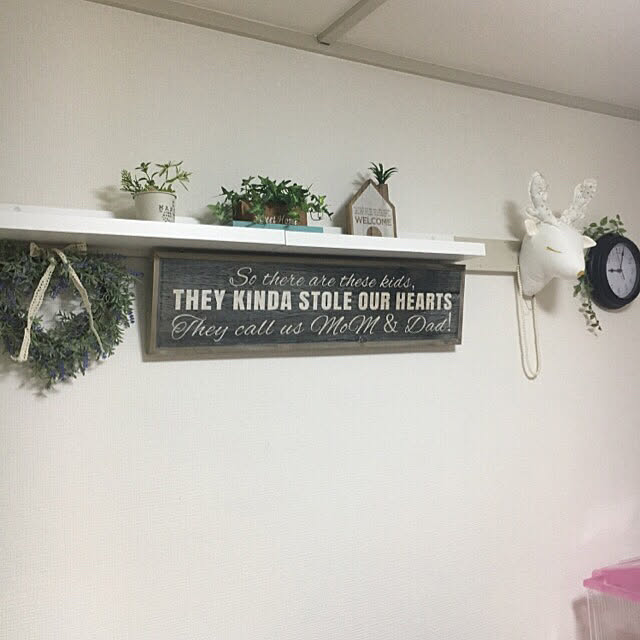 WELCOME
So there are these kids,
THEY KINDA STOLE OUR HEARTS
They call us MoM & Dad!